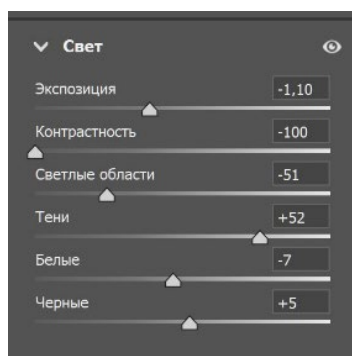 Свет
Экспозиция -1,10
Контрастность -100
Светлые области -51
Тени +52
Белые -7
Черные +5